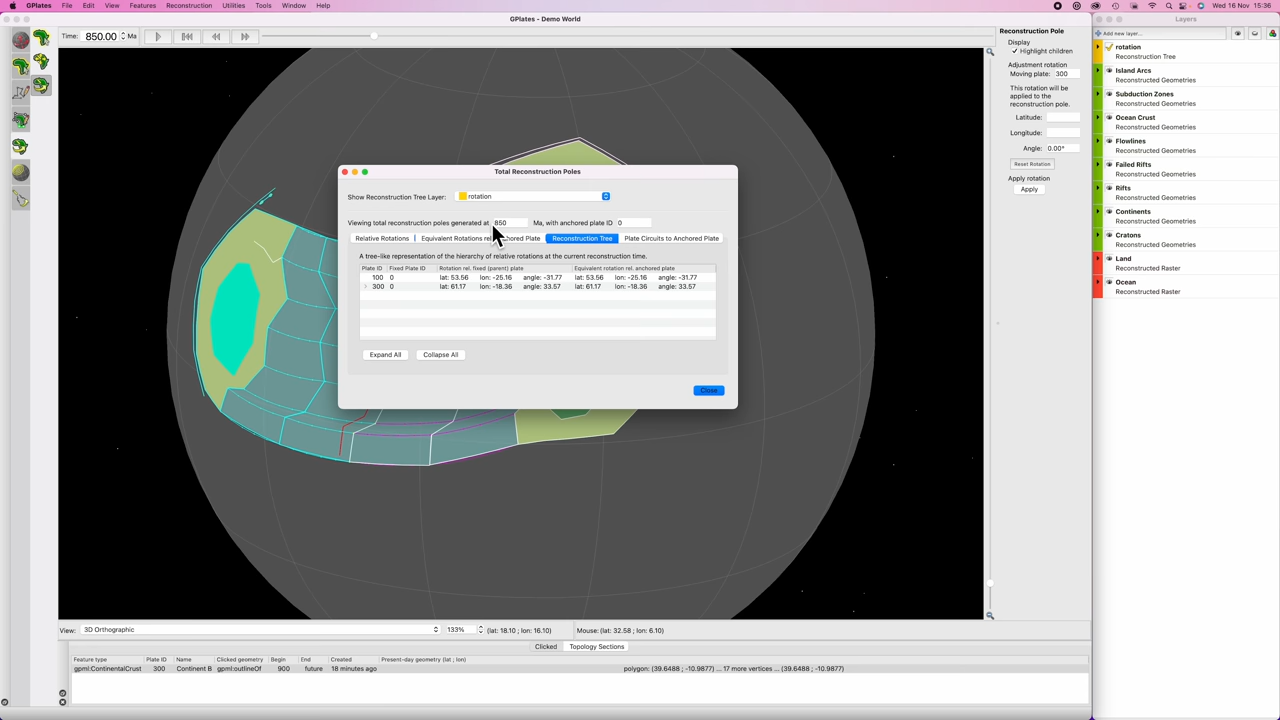 GPlates File Edit View Features Reconstruction Utilities Tools Window Help
Wed 16 Nov 15:36
GPlates - Demo World
Time: 850.00 Ma
Reconstruction Pole
Display
Highlight children
Adjustment rotation
Moving plate: 300
This rotation will be
applied to the
reconstruction pole.
Latitude:
Longitude:
Angle: 0.00°
Reset Rotation
Apply rotation
Apply
Layers
Add new layer...
rotation
Reconstruction Tree
Island Arcs
Reconstructed Geometries
Subduction Zones
Reconstructed Geometries
Ocean Crust
Reconstructed Geometries
Flowlines
Reconstructed Geometries
Failed Rifts
Reconstructed Geometries
Rifts
Reconstructed Geometries
Continents
Reconstructed Geometries
Cratons
Reconstructed Geometries
Land
Reconstructed Raster
Ocean
Reconstructed Raster
Total Reconstruction Poles
Show Reconstruction Tree Layer: rotation
Viewing total reconstruction poles generated at 850 Ma, with anchored plate ID 0
Relative Rotations Equivalent Rotations rel. Anchored Plate Reconstruction Tree Plate Circuits to Anchored Plate
A tree-like representation of the hierarchy of relative rotations at the current reconstruction time.
Plate ID Fixed Plate ID Rotation rel. fixed (parent) plate Equivalent rotation rel. anchored plate
100 0 lat: 53.56 lon: -25.16 angle: -31.77 lat: 53.56 lon: -25.16 angle: -31.77
300 0 lat: 61.17 lon: -18.36 angle: 33.57 lat: 61.17 lon: -18.36 angle: 33.57
Expand All Collapse All
Close
View: 3D Orthographic 133% (lat: 18.10 ; lon: 16.10) Mouse: (lat: 32.58 ; lon: 6.10)
Clicked Topology Sections
Feature type Plate ID Name Clicked geometry Begin End Created Present-day geometry (lat ; lon)
gpml:ContinentalCrust 300 Continent B gpml:outlineOf 900 future 18 minutes ago polygon: (39.6488 ; -10.9877) ... 17 more vertices ... (39.6488 ; -10.9877)